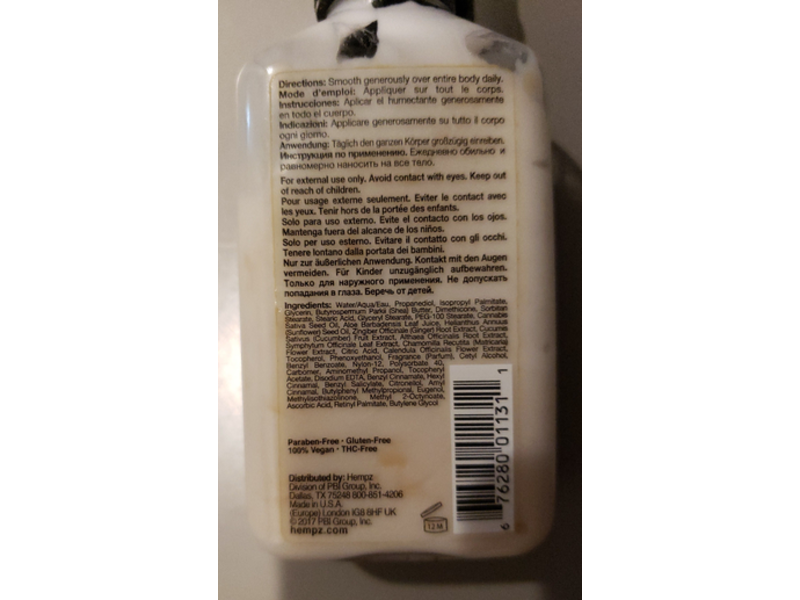 Directions: Smooth generously over entire body daily.
Mode d'emploi: Appliquer sur tout le corps.
Instrucciones: Aplicar el humectante generosamente
en todo el cuerpo.
Indicazioni: Applicare generosamente su tutto il corpo
ogni giorno.
Anwendung: Täglich den ganzen Körper großzügig einreiben.
Инструкция по применению. Ежедневно обильно и
равномерно наносить на все тело.
For external use only. Avoid contact with eyes. Keep out
of reach of children.
Pour usage externe seulement. Eviter le contact avec
les yeux. Tenir hors de la portée des enfants.
Solo para uso externo. Evite el contacto con los ojos.
Mantenga fuera del alcance de los niños.
Solo per uso esterno. Evitare il contatto con gli occhi.
Tenere lontano dalla portata dei bambini.
Nur zur äußerlichen Anwendung. Kontakt mit den Augen
vermeiden. Für Kinder unzugänglich aufbewahren.
Только для наружного применения. Не допускать
попадания в глаза. Беречь от детей.
Ingredients: Water/Aqua/Eau, Propanediol, Isopropyl Palmitate,
Glycerin, Butyrospermum Parkii (Shea) Butter, Dimethicone, Sorbitan
Stearate, Stearic Acid, Glyceryl Stearate, PEG-100 Stearate, Cannabis
Sativa Seed Oil, Aloe Barbadensis Leaf Juice, Helianthus Annuus
(Sunflower) Seed Oil, Zingiber Officinale (Ginger) Root Extract, Cucumis
Sativus (Cucumber) Fruit Extract, Althaea Officinalis Root Extract,
Symphytum Officinale Leaf Extract, Chamomilla Recutita (Matricaria)
Flower Extract, Citric Acid, Calendula Officinalis Flower Extract,
Tocopherol, Phenoxyethanol, Fragrance (Parfum), Cetyl Alcohol,
Benzyl Benzoate, Nylon-12, Polysorbate 40,
Carbomer, Aminomethyl Propanol, Tocopheryl
Acetate, Disodium EDTA, Benzyl Cinnamate, Hexyl
Cinnamal, Benzyl Salicylate, Citronellol, Amyl
Cinnamal, Butylphenyl Methylpropional, Eugenol,
Methylisothiazolinone, Methyl 2-Octynoate,
Ascorbic Acid, Retinyl Palmitate, Butylene Glycol
Paraben-Free • Gluten-Free
100% Vegan • THC-Free
Distributed by: Hempz
Division of PBI Group, Inc.
Dallas, TX 75248 800-851-4206
Made in U.S.A.
(Europe) London IG8 8HF UK
© 2017 PBI Group, Inc.
hempz.com
12 M
6 76280 01131 1